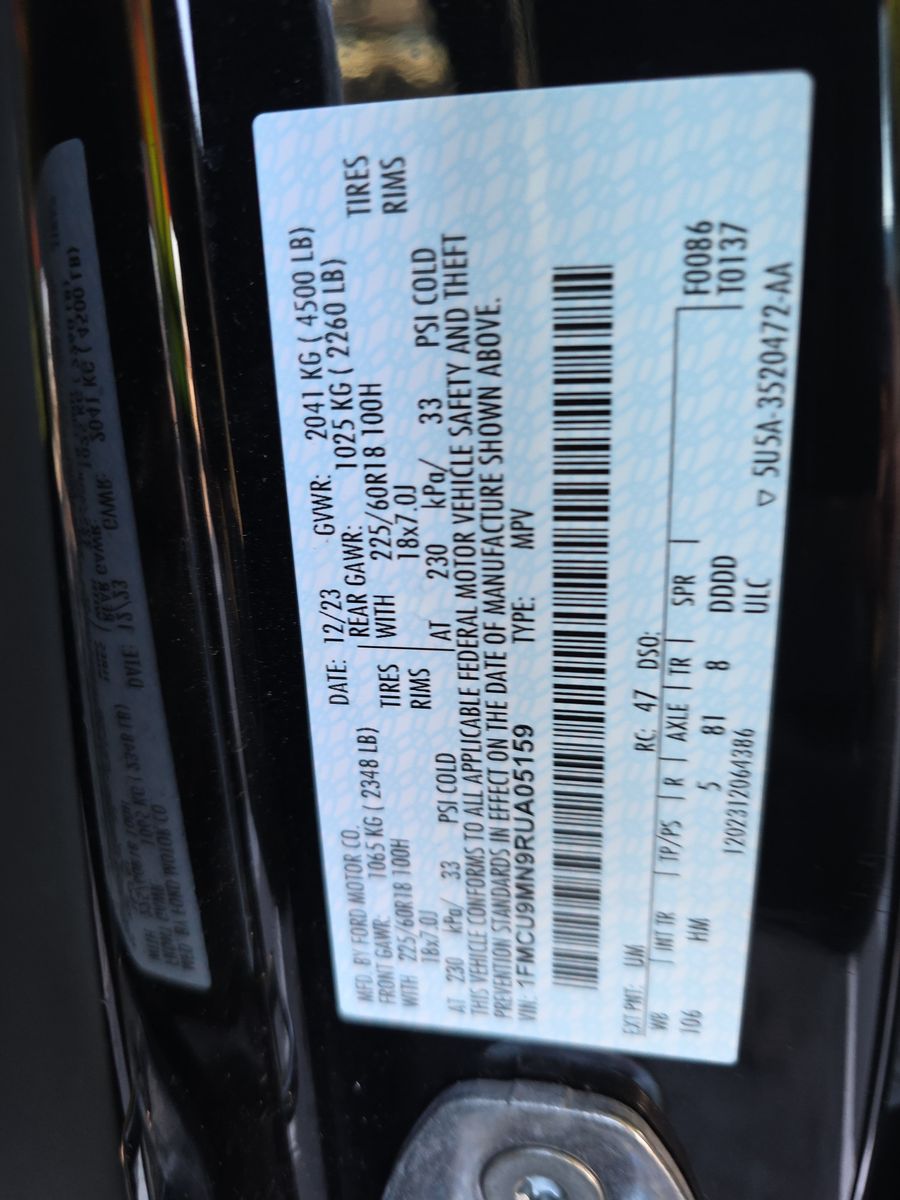 MFD. BY FORD MOTOR CO. DATE: 12/23 GVWR: 2041 KG ( 4500 LB)
FRONT GAWR: 1065 KG ( 2348 LB) REAR GAWR: 1025 KG ( 2260 LB)
WITH 225/60R18 100H TIRES WITH 225/60R18 100H TIRES
18x7.0J RIMS 18x7.0J RIMS
AT 230 kPa/ 33 PSI COLD AT 230 kPa/ 33 PSI COLD
THIS VEHICLE CONFORMS TO ALL APPLICABLE FEDERAL MOTOR VEHICLE SAFETY AND THEFT
PREVENTION STANDARDS IN EFFECT ON THE DATE OF MANUFACTURE SHOWN ABOVE.
VIN: 1FMCU9MN9RUA05159 TYPE: MPV
EXT PNT: UM RC: 47 DSO:
WB INT TR TP/PS R AXLE TR SPR F0086
106 HM 5 81 8 DDDD T0137
1202312064386 ULC
▽ 5U5A-3520472-AA